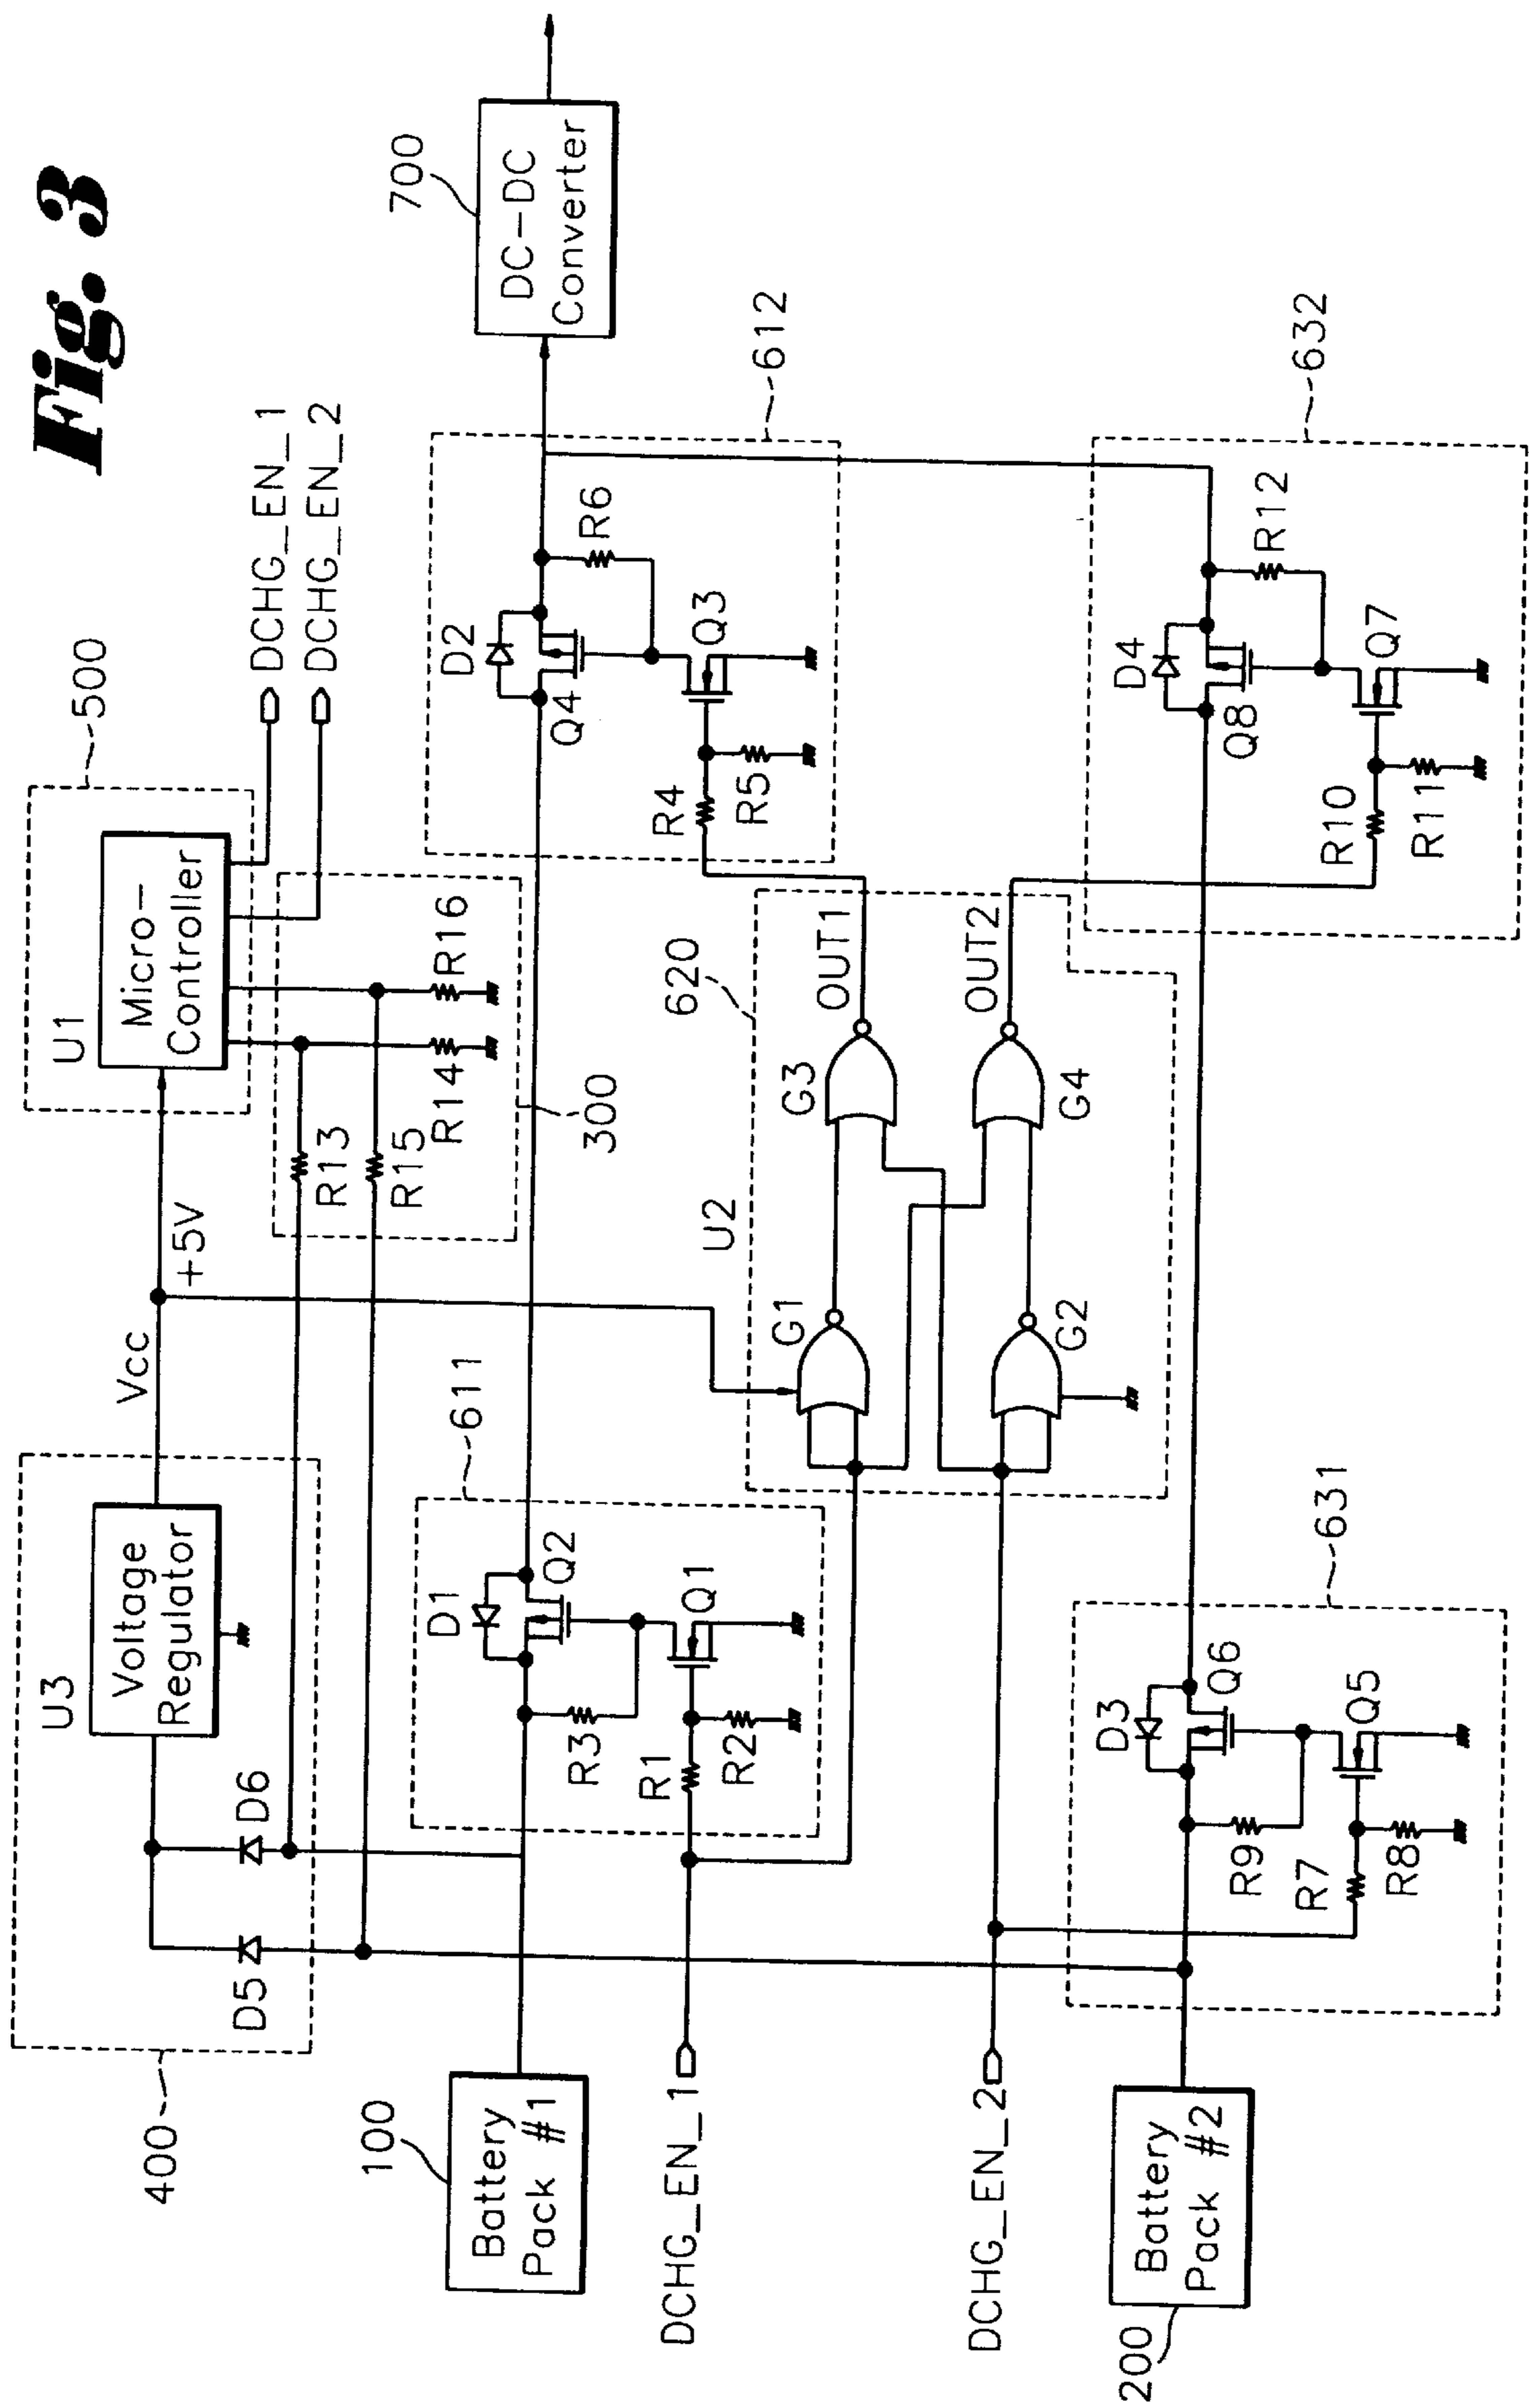 Fig. 3
400
U3
Voltage
Regulator
D5
D6
Vcc
+5V
500
U1
Micro-
Controller
DCHG_EN_1
DCHG_EN_2
R13
R15
R14
R16
300
100
Battery
Pack #1
611
D1
Q2
R3
R1
R2
Q1
DCHG_EN_1
612
D2
Q4
R6
R4
R5
Q3
700
DC-DC
Converter
620
U2
G1
G2
G3
G4
OUT1
OUT2
DCHG_EN_2
200
Battery
Pack #2
631
D3
Q6
R9
R7
R8
Q5
632
D4
Q8
R12
R10
R11
Q7